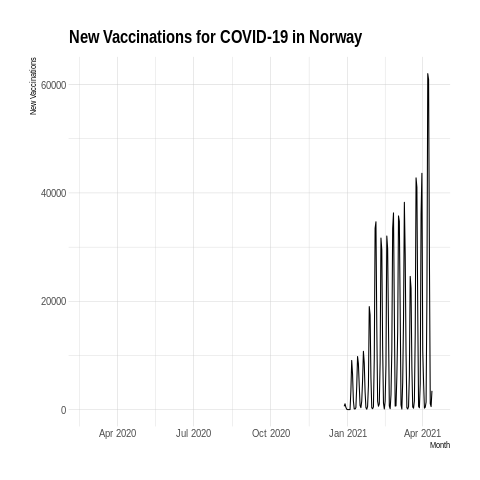 New Vaccinations for COVID-19 in Norway
New Vaccinations
60000
40000
20000
0
Apr 2020 Jul 2020 Oct 2020 Jan 2021 Apr 2021
Month